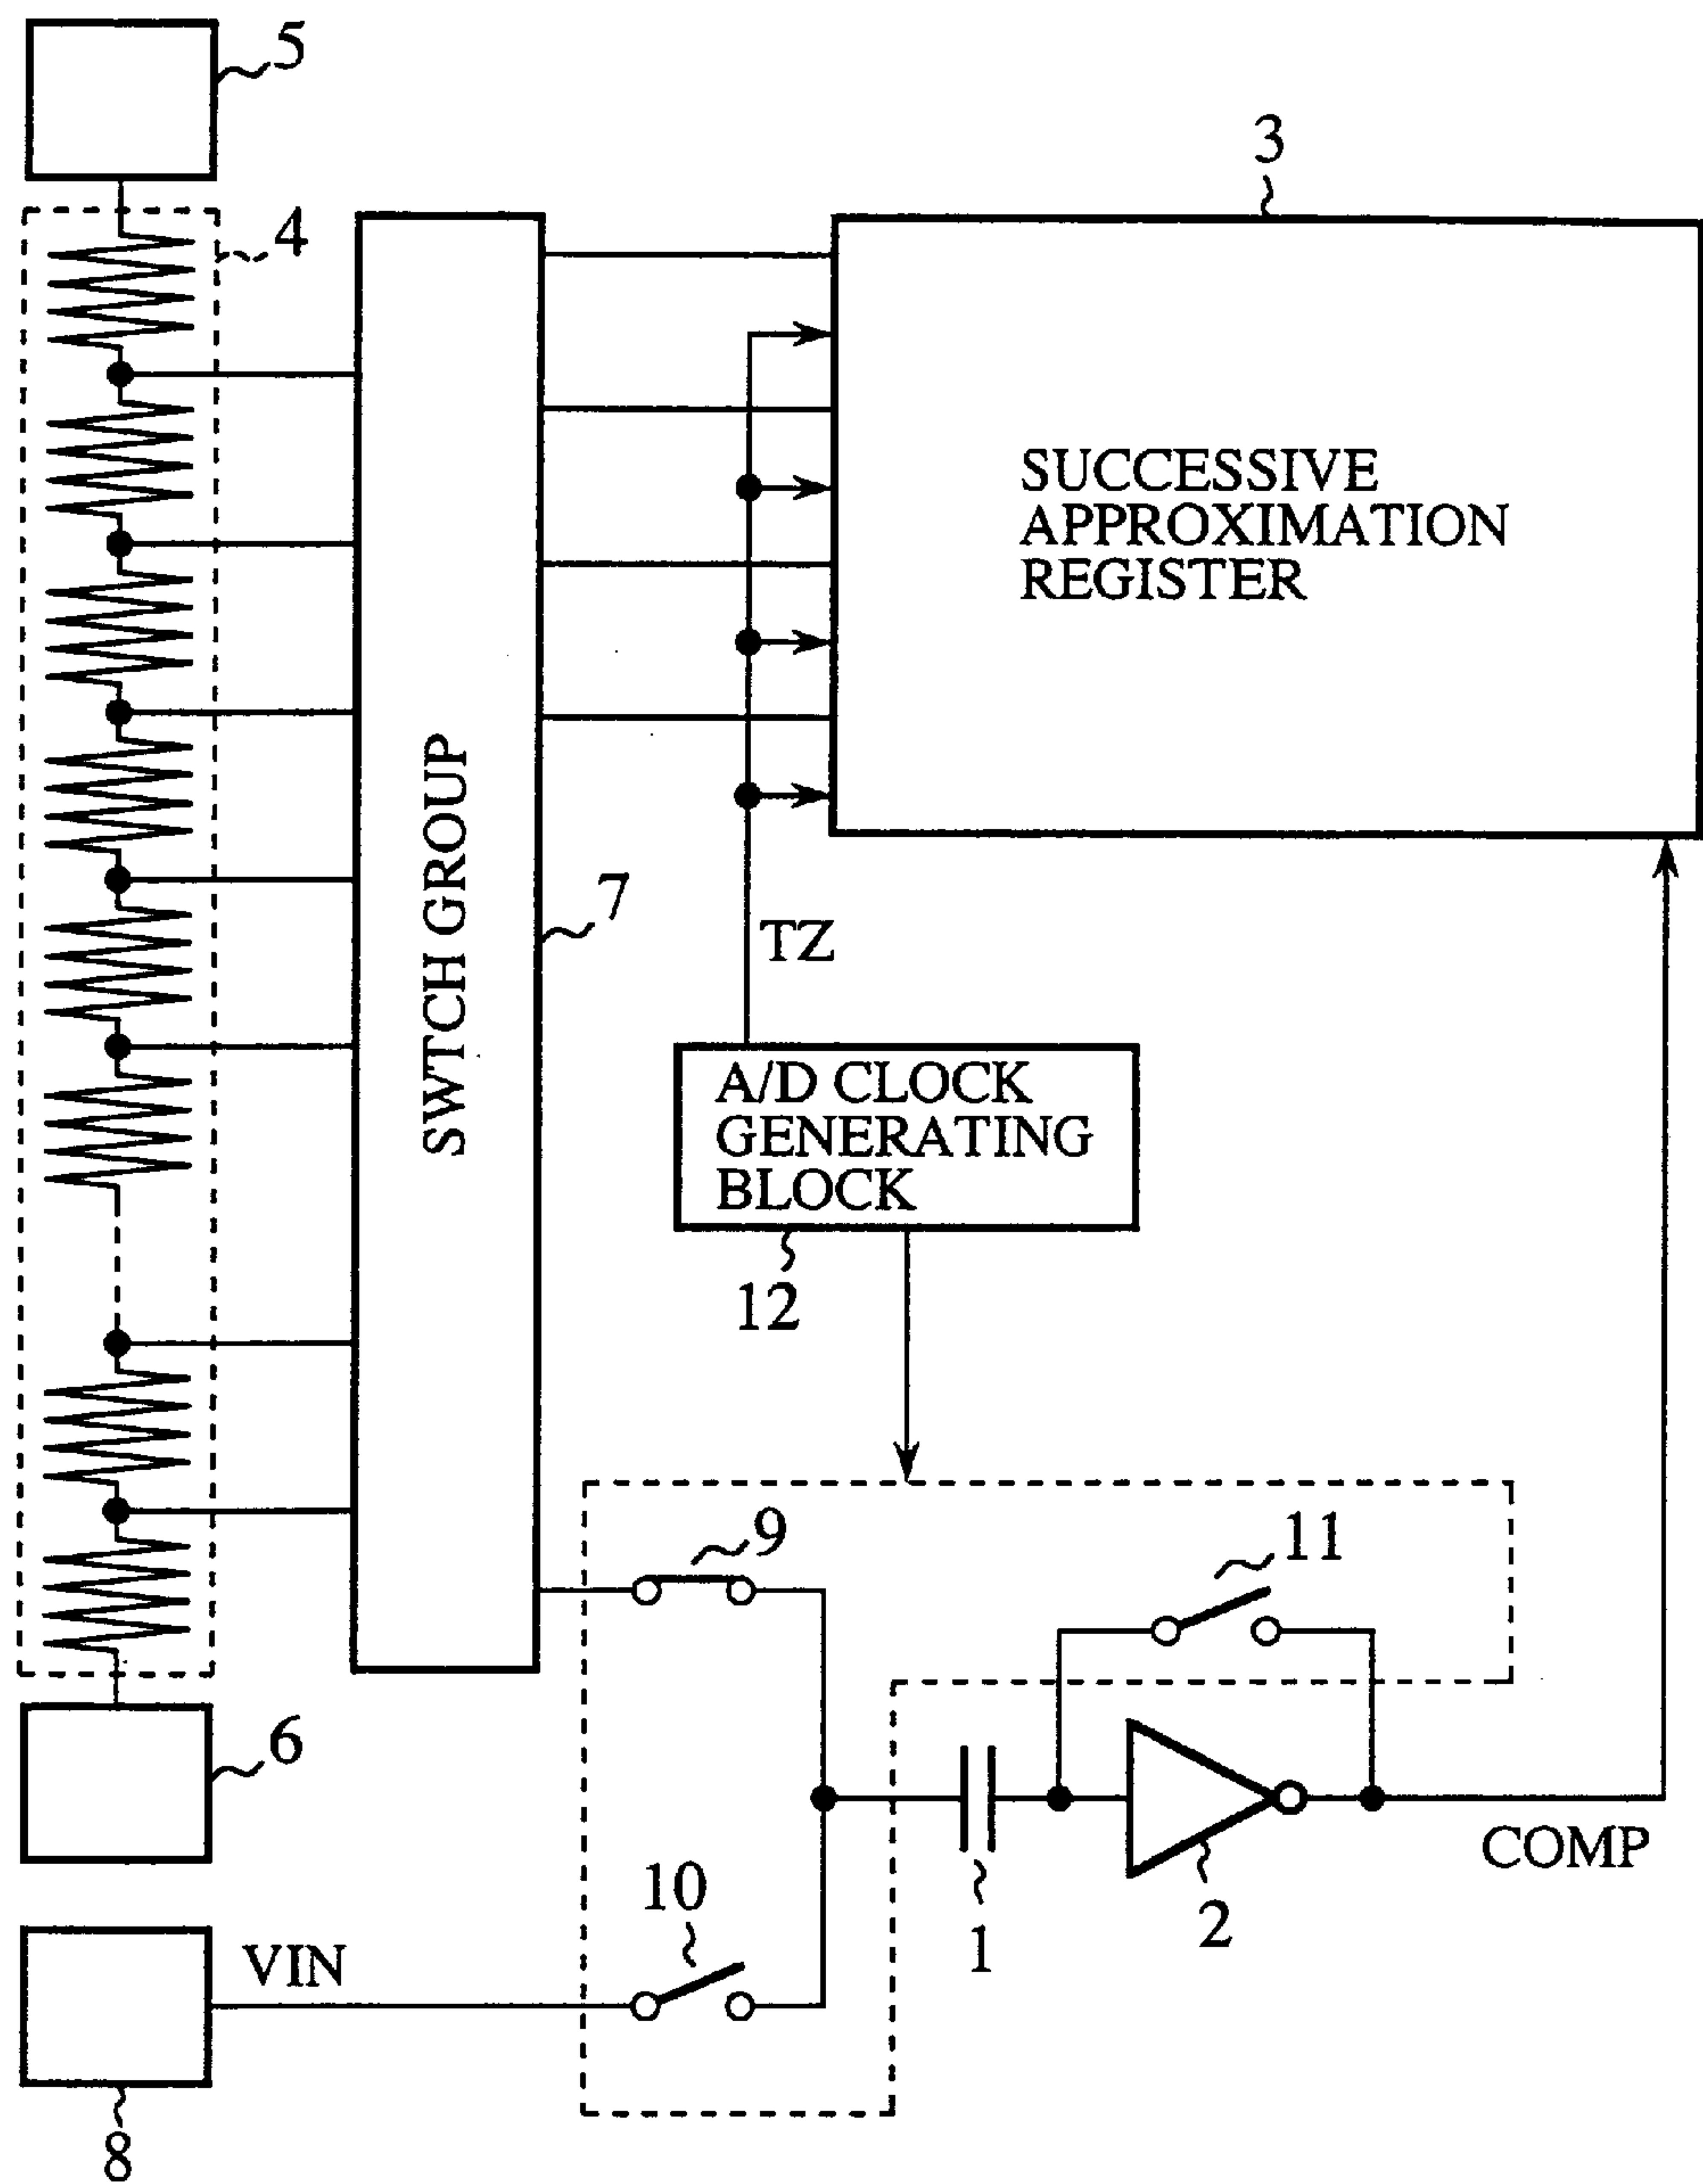 5
3
4
SUCCESSIVE
APPROXIMATION
REGISTER
SWTCH GROUP
7
TZ
A/D CLOCK
GENERATING
BLOCK
12
9
11
6
COMP
10
1
2
VIN
8